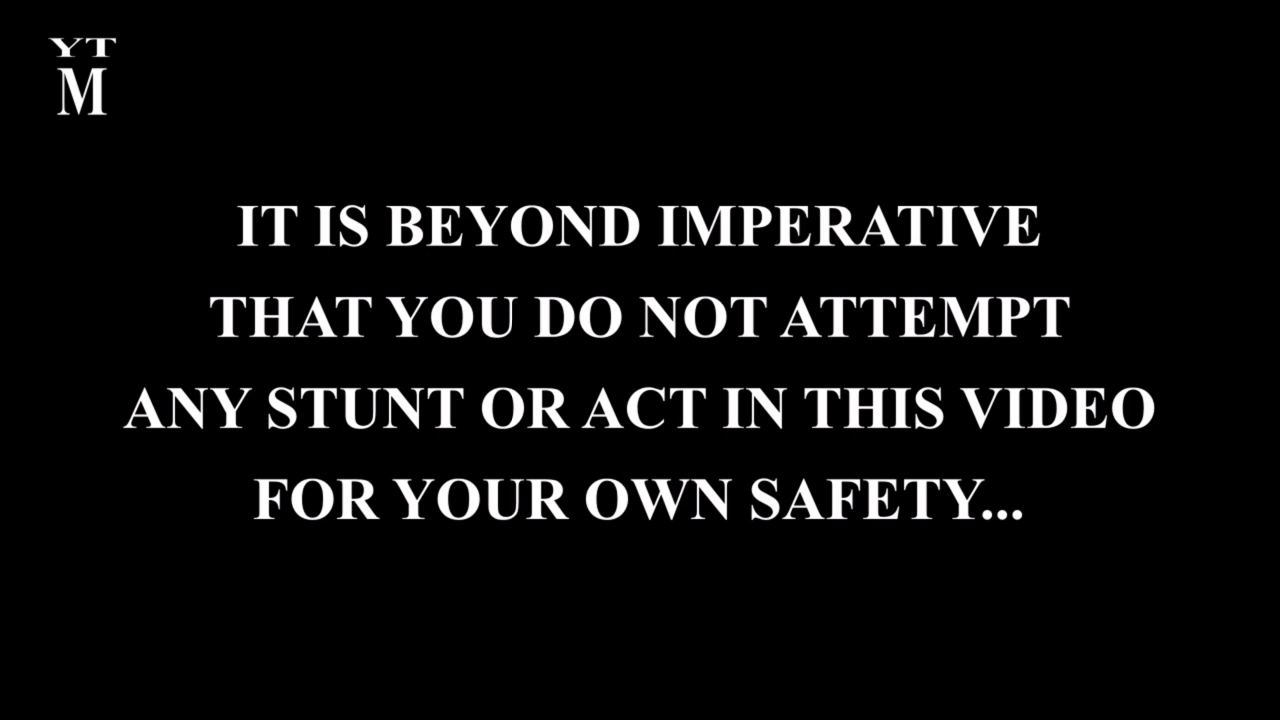 YT
M
IT IS BEYOND IMPERATIVE
THAT YOU DO NOT ATTEMPT
ANY STUNT OR ACT IN THIS VIDEO
FOR YOUR OWN SAFETY...